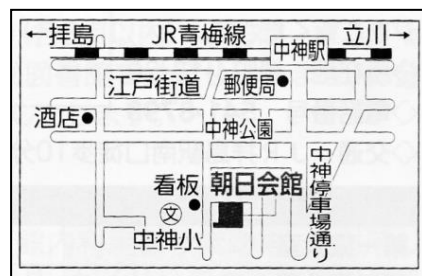 ←拝島 JR青梅線 中神駅 立川→
江戸街道 郵便局
酒店 中神公園
中神停車場通り
看板 朝日会館
文
中神小